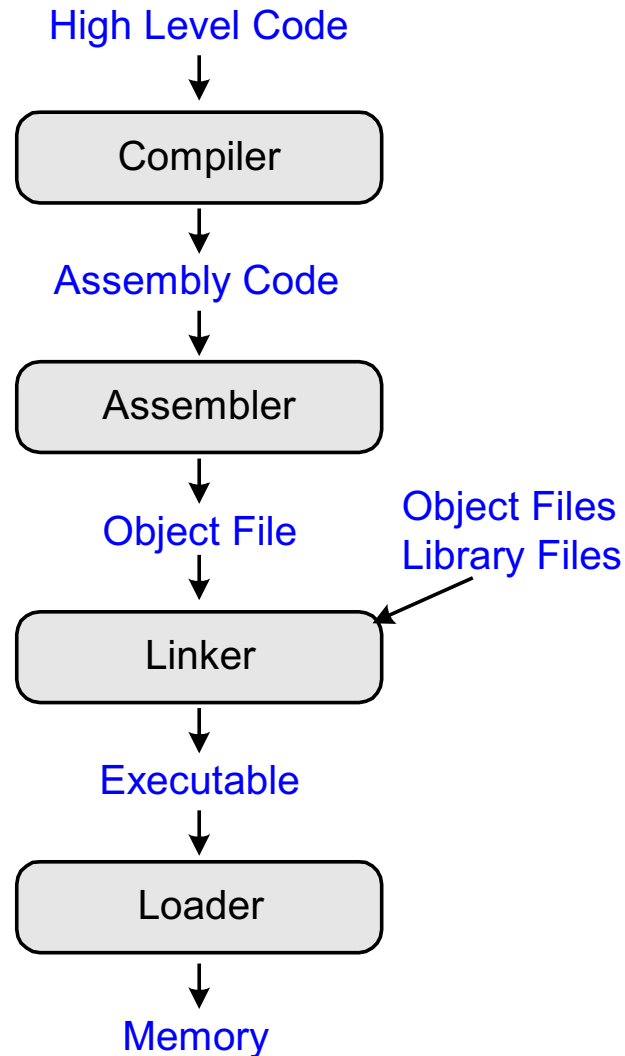 High Level Code
Compiler
Assembly Code
Assembler
Object File
Object Files
Library Files
Linker
Executable
Loader
Memory